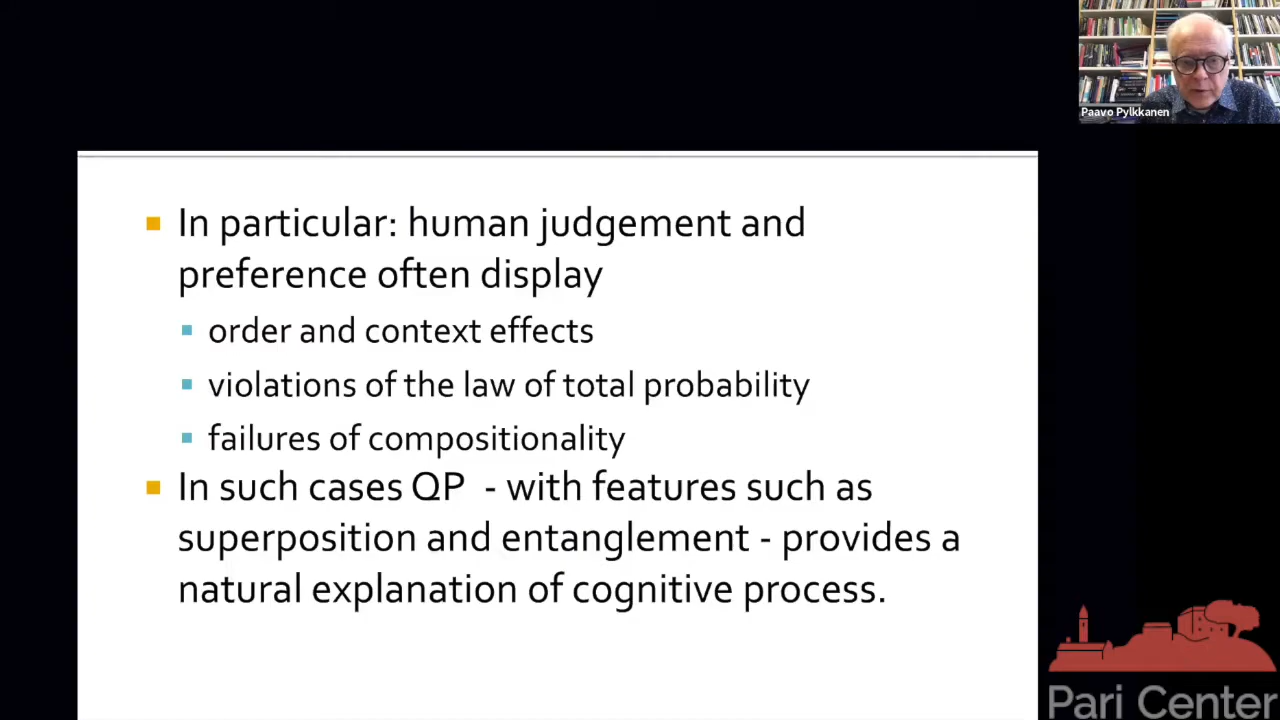 Paavo Pylkkanen
In particular: human judgement and
preference often display
order and context effects
violations of the law of total probability
failures of compositionality
In such cases QP - with features such as
superposition and entanglement - provides a
natural explanation of cognitive process.
Pari Center